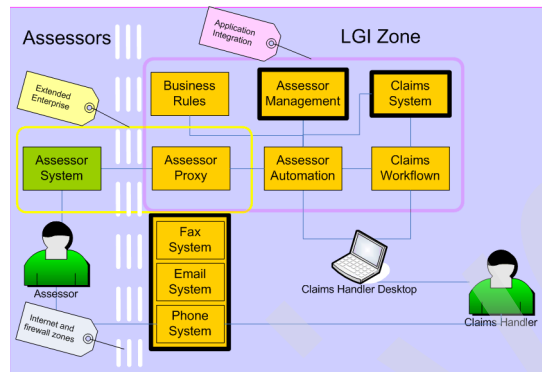 Assessors
LGI Zone
Application
Integration
Extended
Enterprise
Business
Rules
Assessor
Management
Claims
System
Assessor
System
Assessor
Proxy
Assessor
Automation
Claims
Workflown
Fax
System
Email
System
Phone
System
Assessor
Claims Handler Desktop
Claims Handler
Internet and
firewall zones